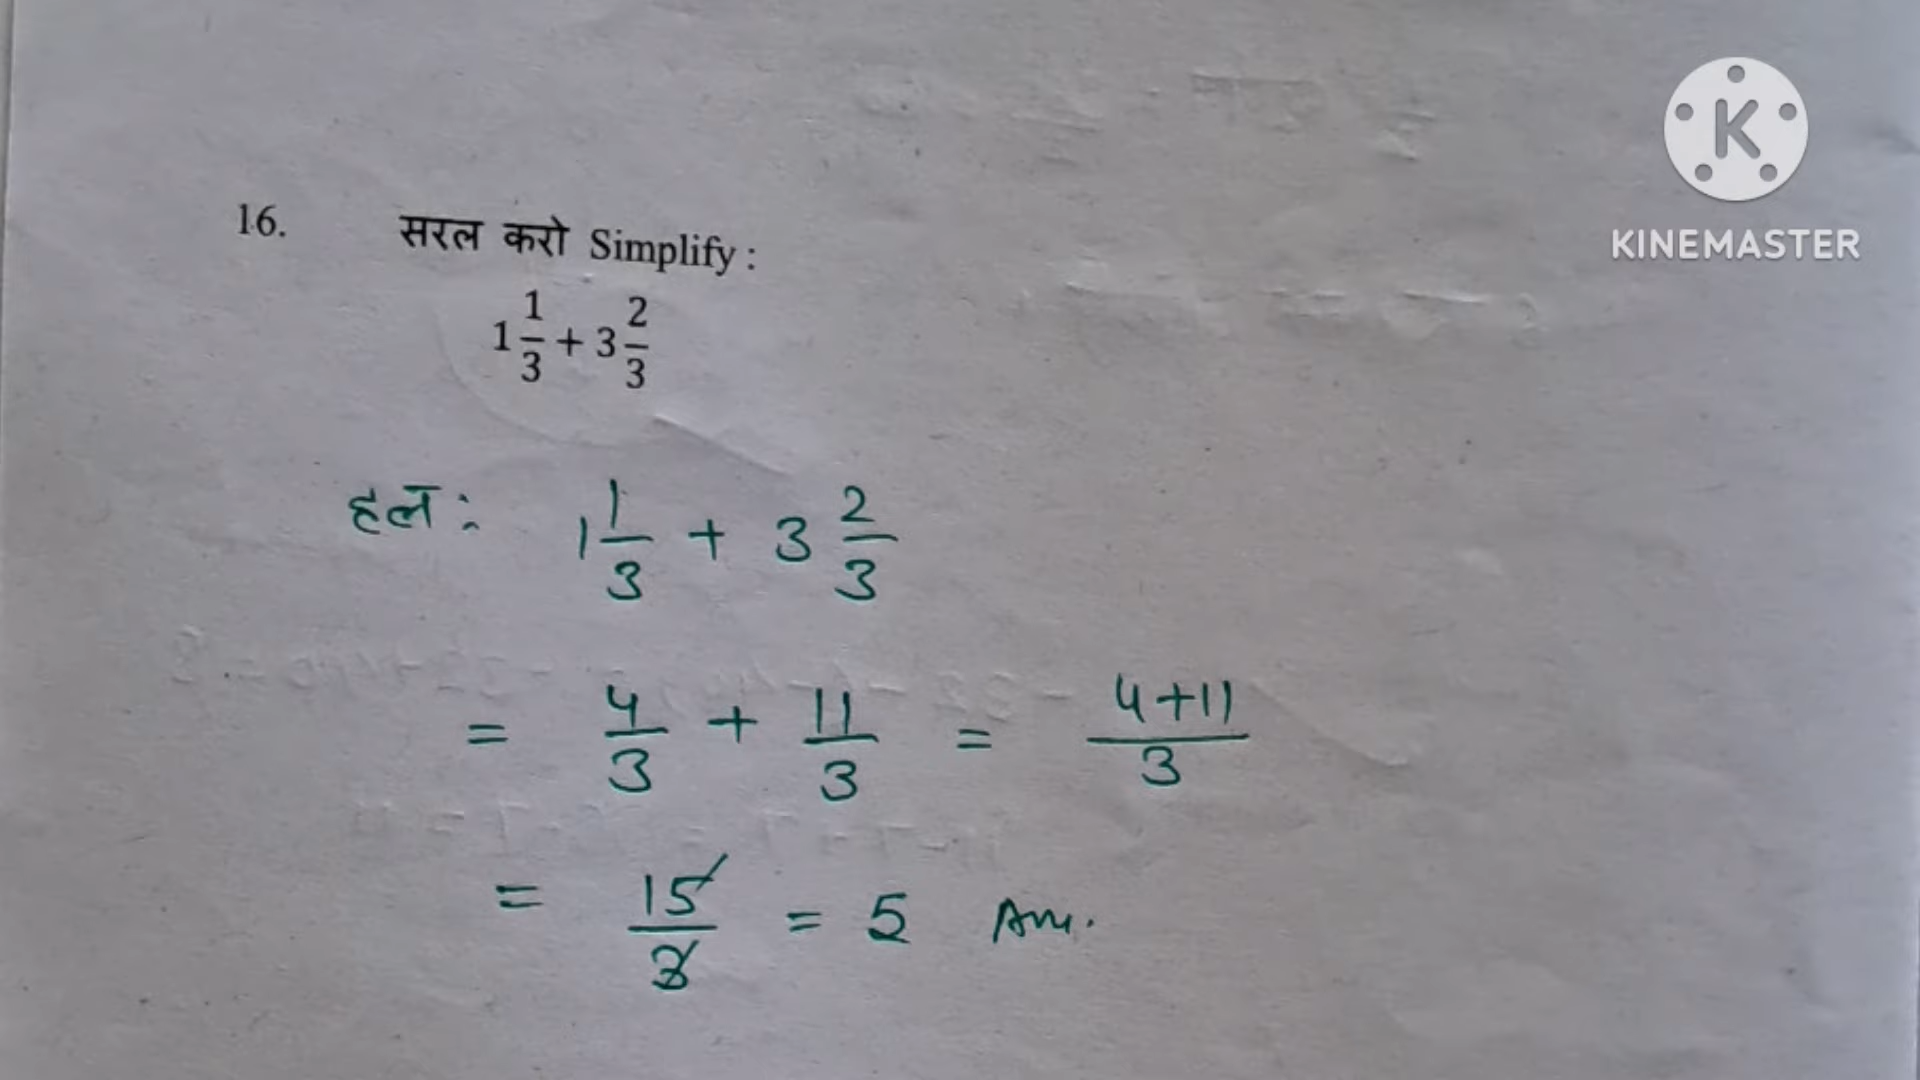 KINEMASTER
16. सरल करो Simplify :
1 1/3 + 3 2/3
हल : 1 1/3 + 3 2/3
= 4/3 + 11/3 = 4+11/3
= 15/3 = 5 Ans.